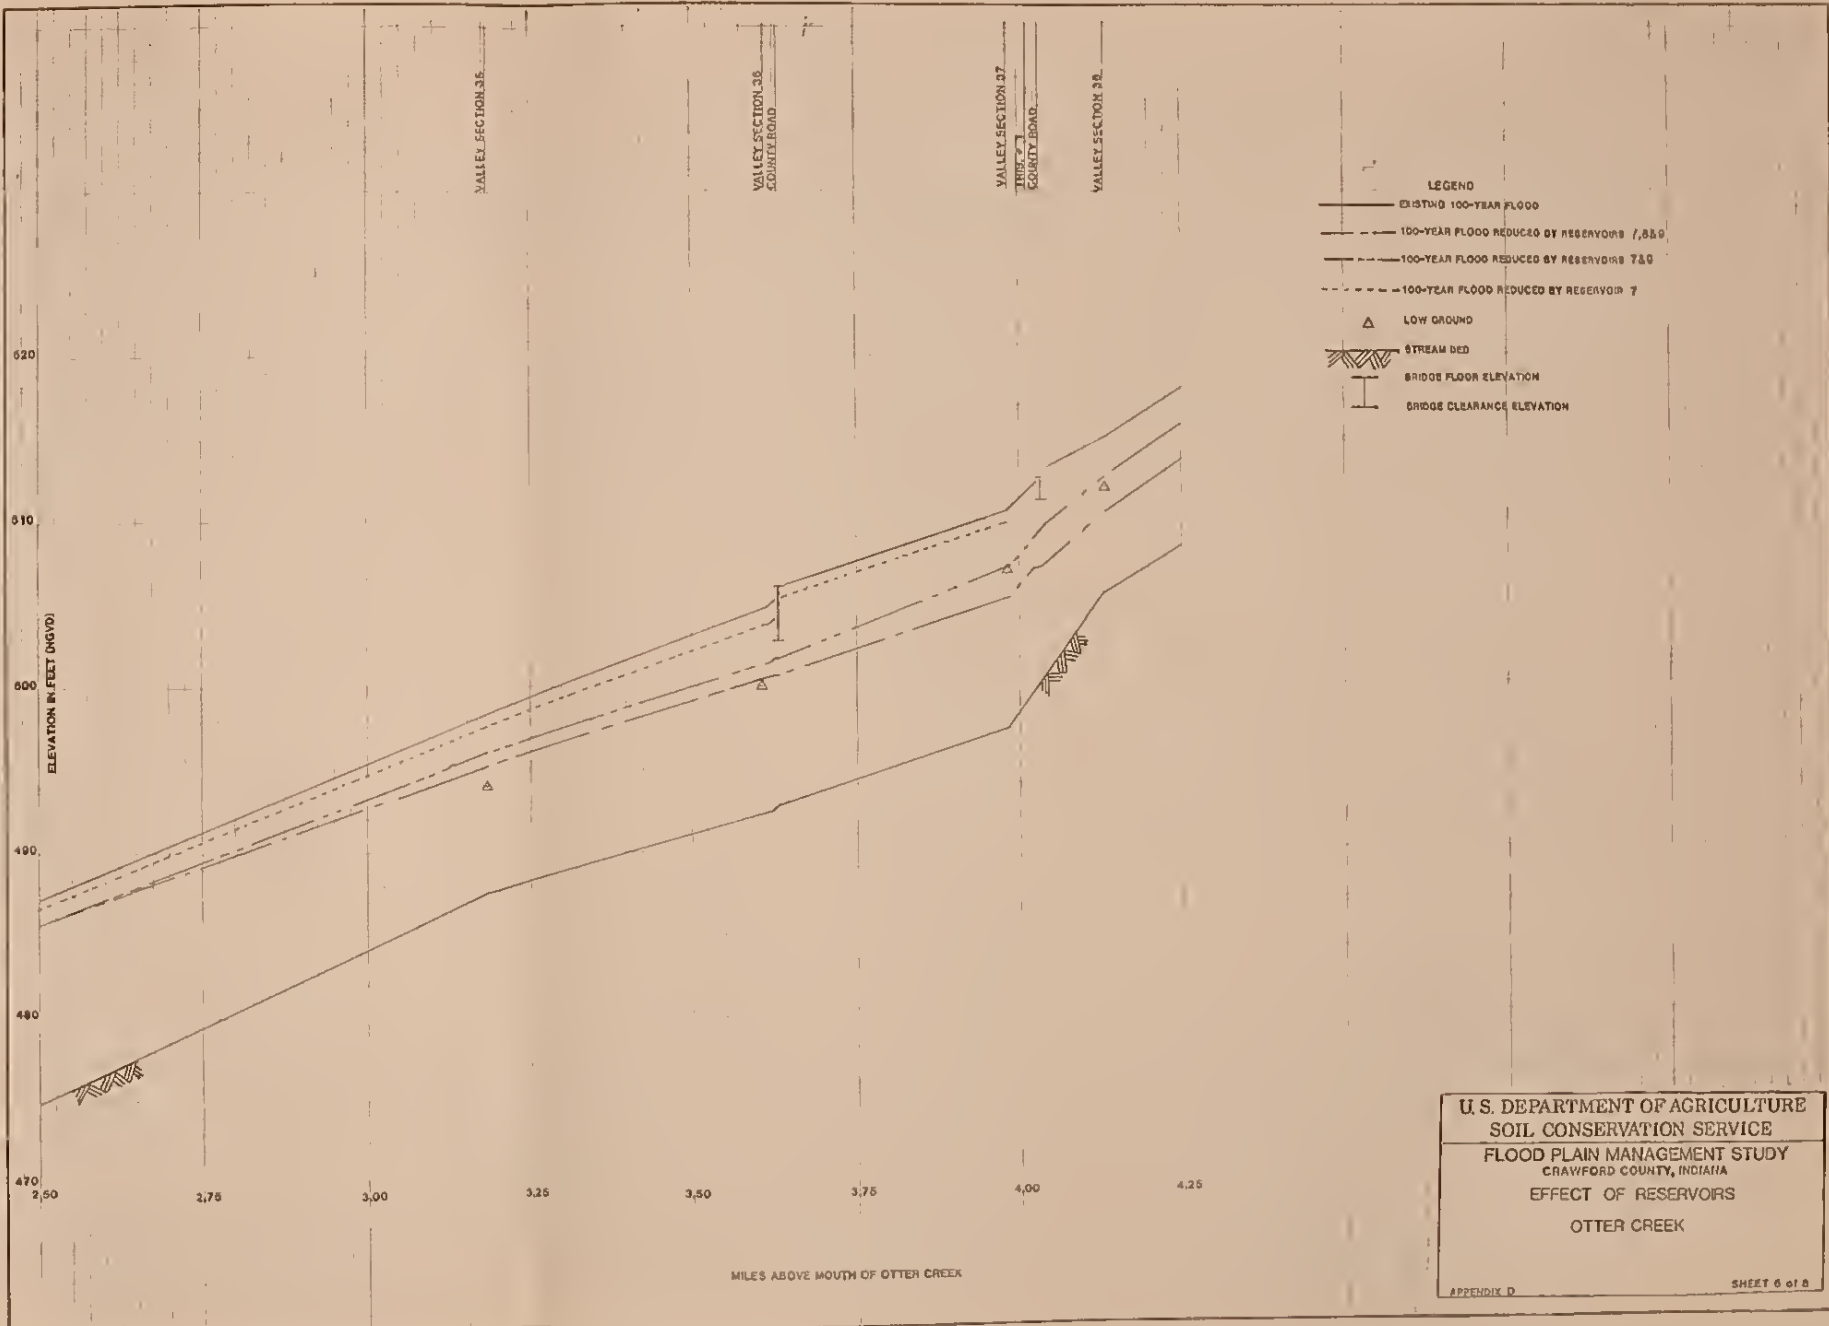 VALLEY SECTION 35
VALLEY SECTION 36
COUNTY ROAD
VALLEY SECTION 37
COUNTY ROAD
VALLEY SECTION 38
LEGEND
EXISTING 100-YEAR FLOOD
100-YEAR FLOOD REDUCED BY RESERVOIRS 7,8&9
100-YEAR FLOOD REDUCED BY RESERVOIRS 7&9
100-YEAR FLOOD REDUCED BY RESERVOIR 7
LOW GROUND
STREAM BED
BRIDGE FLOOR ELEVATION
BRIDGE CLEARANCE ELEVATION
520
510
500
490
480
470
ELEVATION IN FEET (NGVD)
2,50
2,75
3,00
3,25
3,50
3,75
4,00
4,25
MILES ABOVE MOUTH OF OTTER CREEK
U. S. DEPARTMENT OF AGRICULTURE
SOIL CONSERVATION SERVICE
FLOOD PLAIN MANAGEMENT STUDY
CRAWFORD COUNTY, INDIANA
EFFECT OF RESERVOIRS
OTTER CREEK
APPENDIX D
SHEET 6 of 8